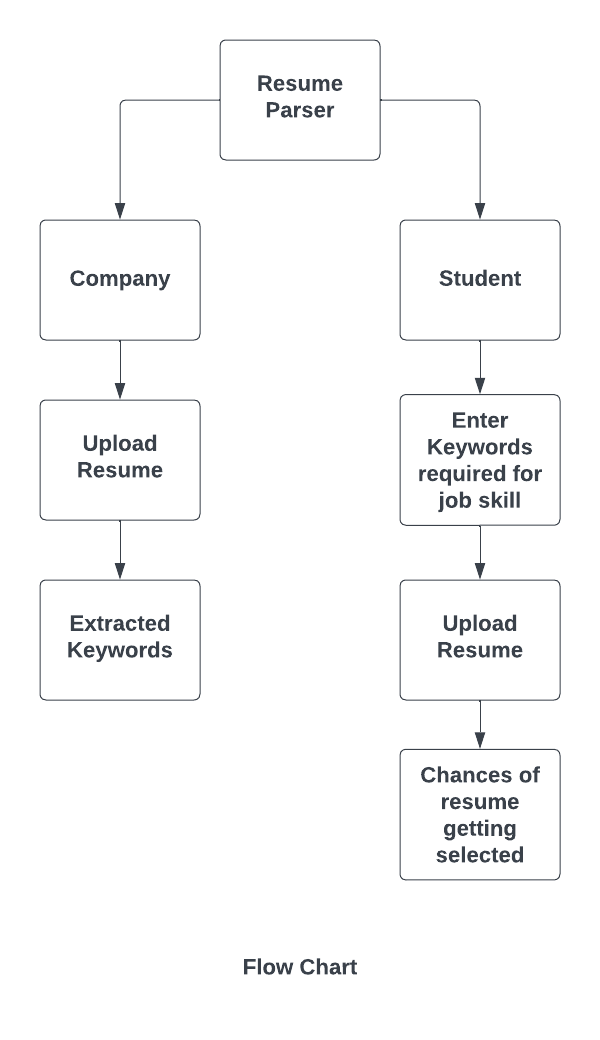 Resume
Parser
Company
Student
Upload
Resume
Enter
Keywords
required for
job skill
Extracted
Keywords
Upload
Resume
Chances of
resume
getting
selected
Flow Chart